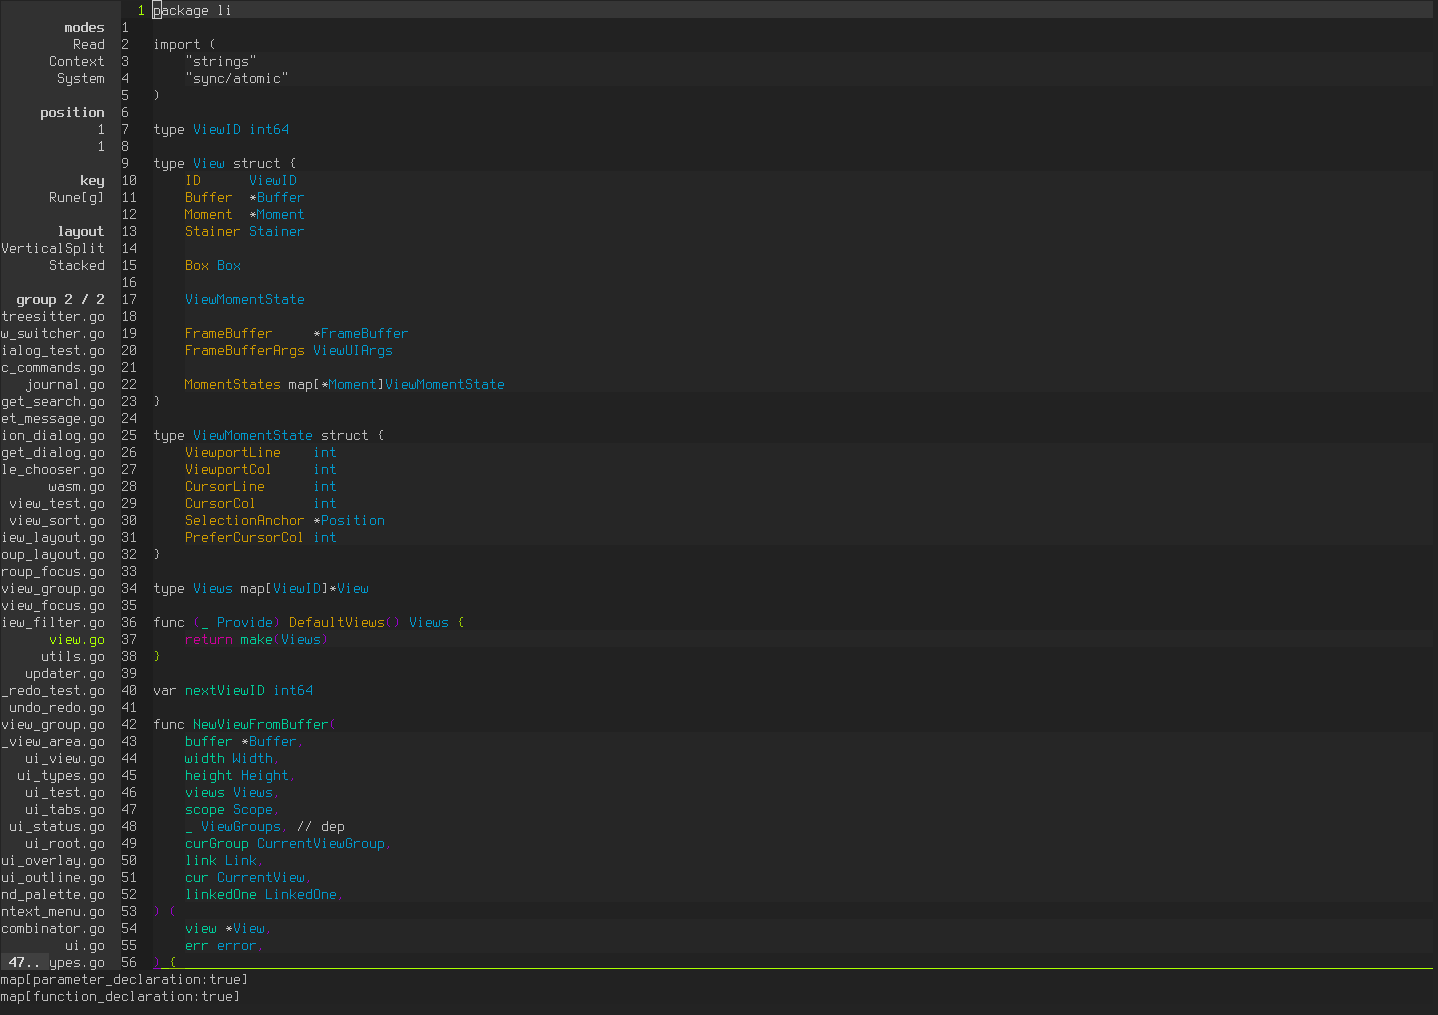 1 package li
modes 1
Read 2 import (
Context 3 "strings"
System 4 "sync/atomic"
5 )
position 6
1 7 type ViewID int64
1 8
9 type View struct {
key 10 ID ViewID
Rune[g] 11 Buffer *Buffer
12 Moment *Moment
layout 13 Stainer Stainer
VerticalSplit 14
Stacked 15 Box Box
16
group 2 / 2 17 ViewMomentState
treesitter.go 18
w_switcher.go 19 FrameBuffer *FrameBuffer
ialog_test.go 20 FrameBufferArgs ViewUIArgs
c_commands.go 21
journal.go 22 MomentStates map[*Moment]ViewMomentState
get_search.go 23 }
et_message.go 24
ion_dialog.go 25 type ViewMomentState struct {
get_dialog.go 26 ViewportLine int
le_chooser.go 27 ViewportCol int
wasm.go 28 CursorLine int
view_test.go 29 CursorCol int
view_sort.go 30 SelectionAnchor *Position
iew_layout.go 31 PreferCursorCol int
oup_layout.go 32 }
roup_focus.go 33
view_group.go 34 type Views map[ViewID]*View
view_focus.go 35
iew_filter.go 36 func (_ Provide) DefaultViews() Views {
view.go 37 return make(Views)
utils.go 38 }
updater.go 39
_redo_test.go 40 var nextViewID int64
undo_redo.go 41
view_group.go 42 func NewViewFromBuffer(
_view_area.go 43 buffer *Buffer,
ui_view.go 44 width Width,
ui_types.go 45 height Height,
ui_test.go 46 views Views,
ui_tabs.go 47 scope Scope,
ui_status.go 48 _ ViewGroups, // dep
ui_root.go 49 curGroup CurrentViewGroup,
ui_overlay.go 50 link Link,
ui_outline.go 51 cur CurrentView,
nd_palette.go 52 linkedOne LinkedOne,
ntext_menu.go 53 ) (
combinator.go 54 view *View,
ui.go 55 err error,
47.. ypes.go 56 ) {
map[parameter_declaration:true]
map[function_declaration:true]